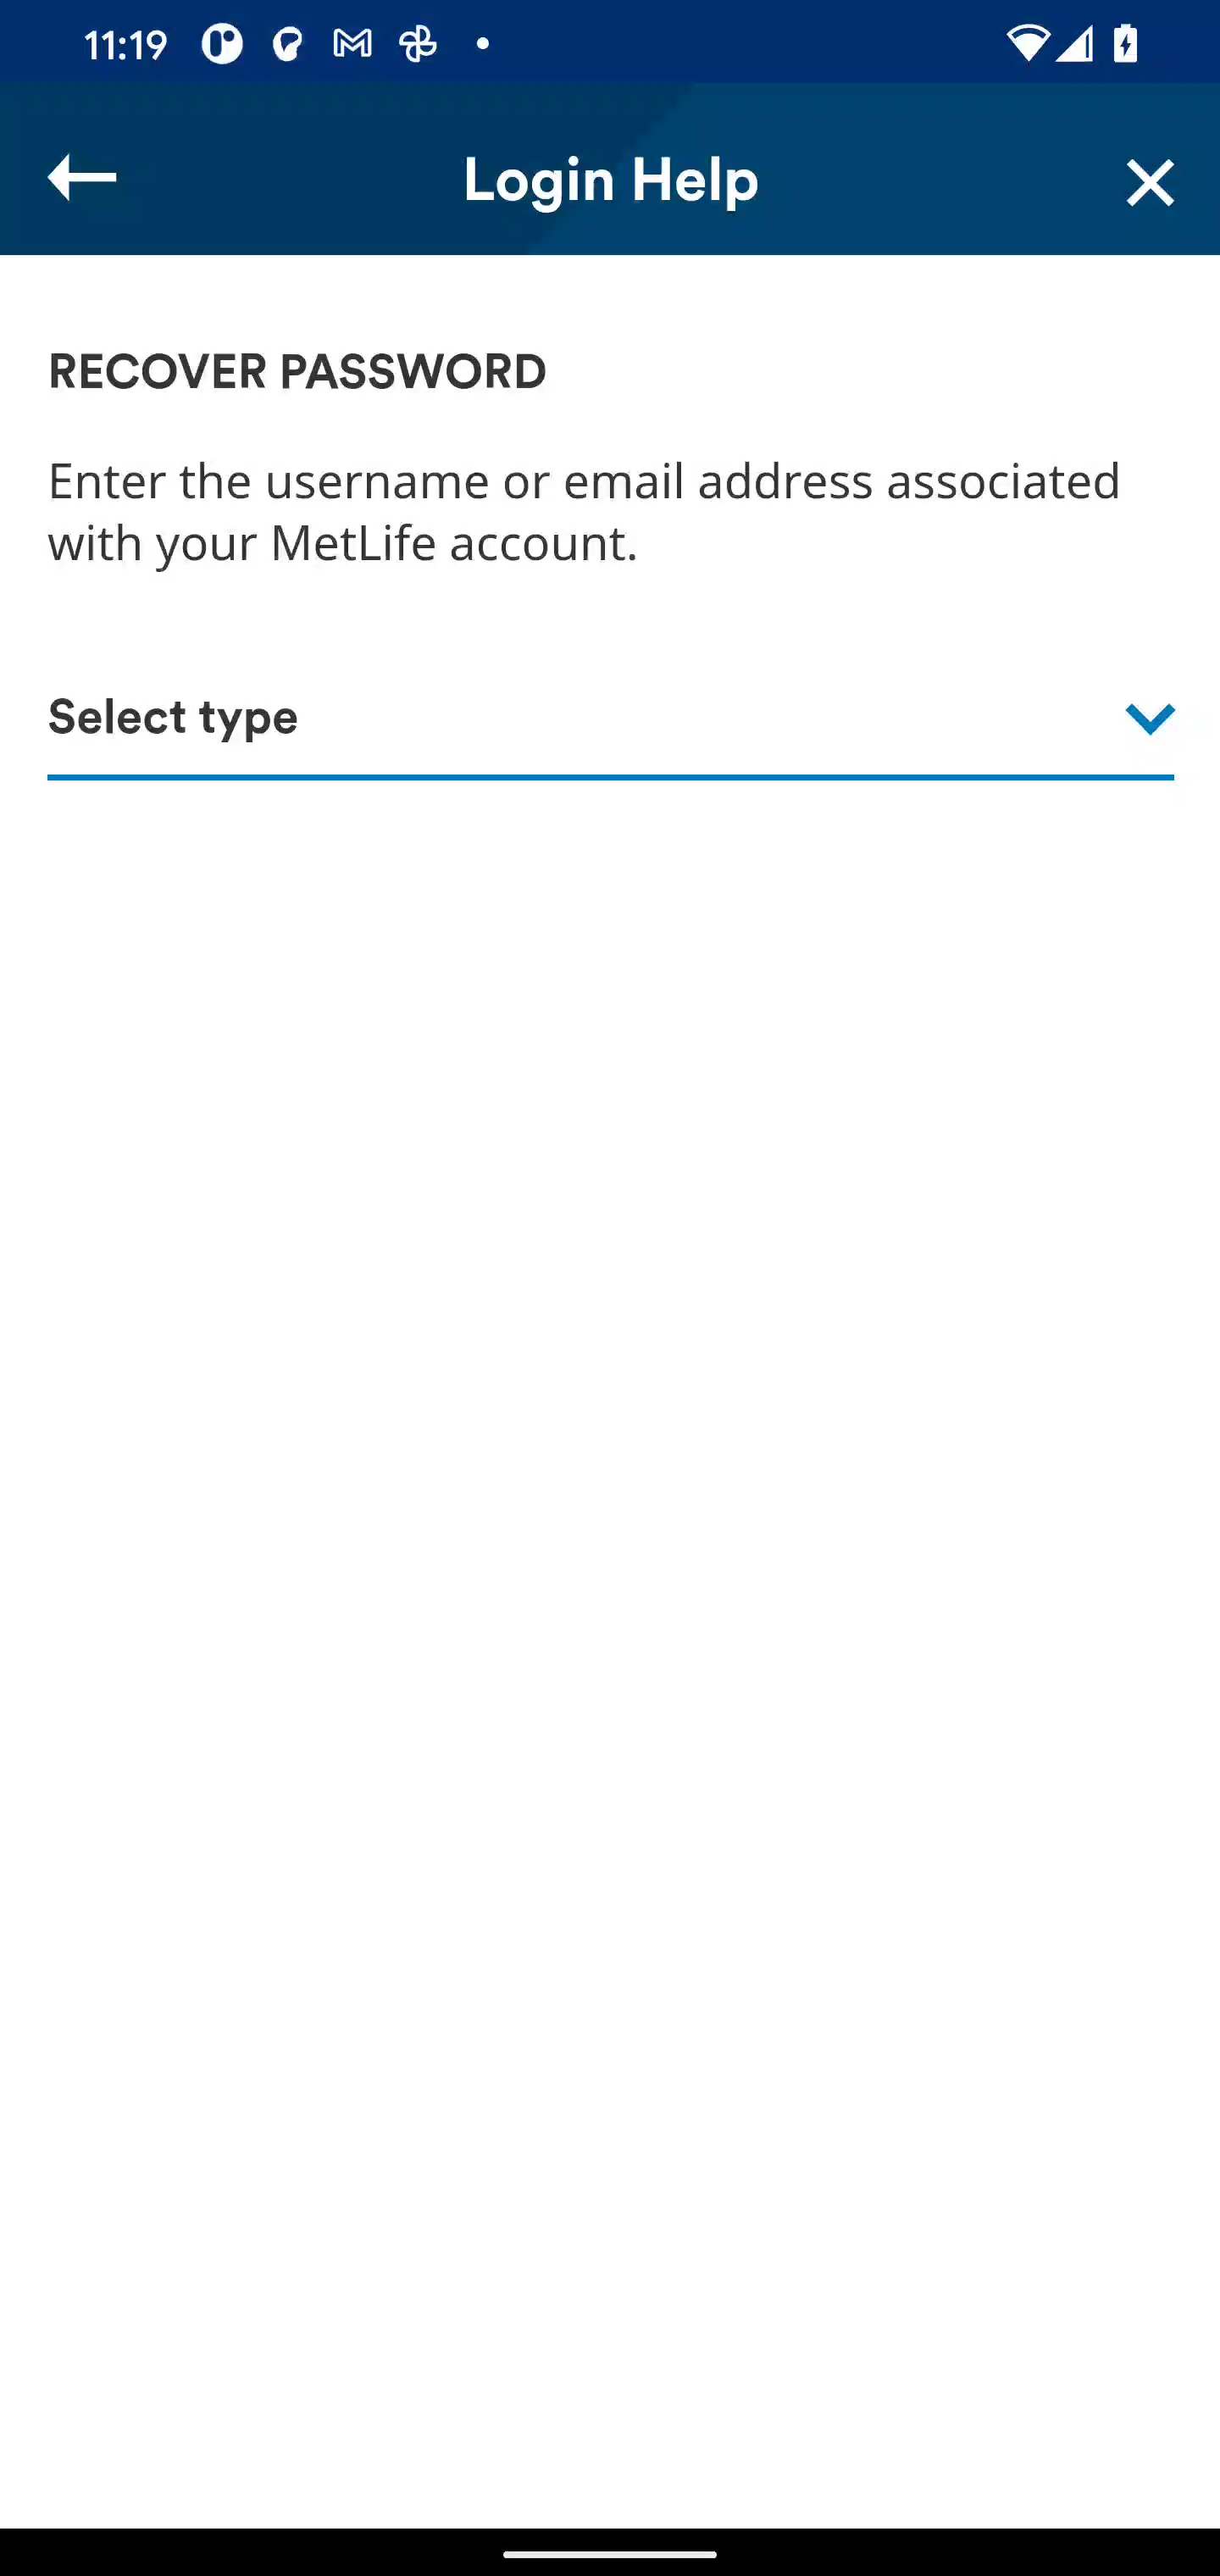 11:19
Login Help
RECOVER PASSWORD
Enter the username or email address associated
with your MetLife account.
Select type